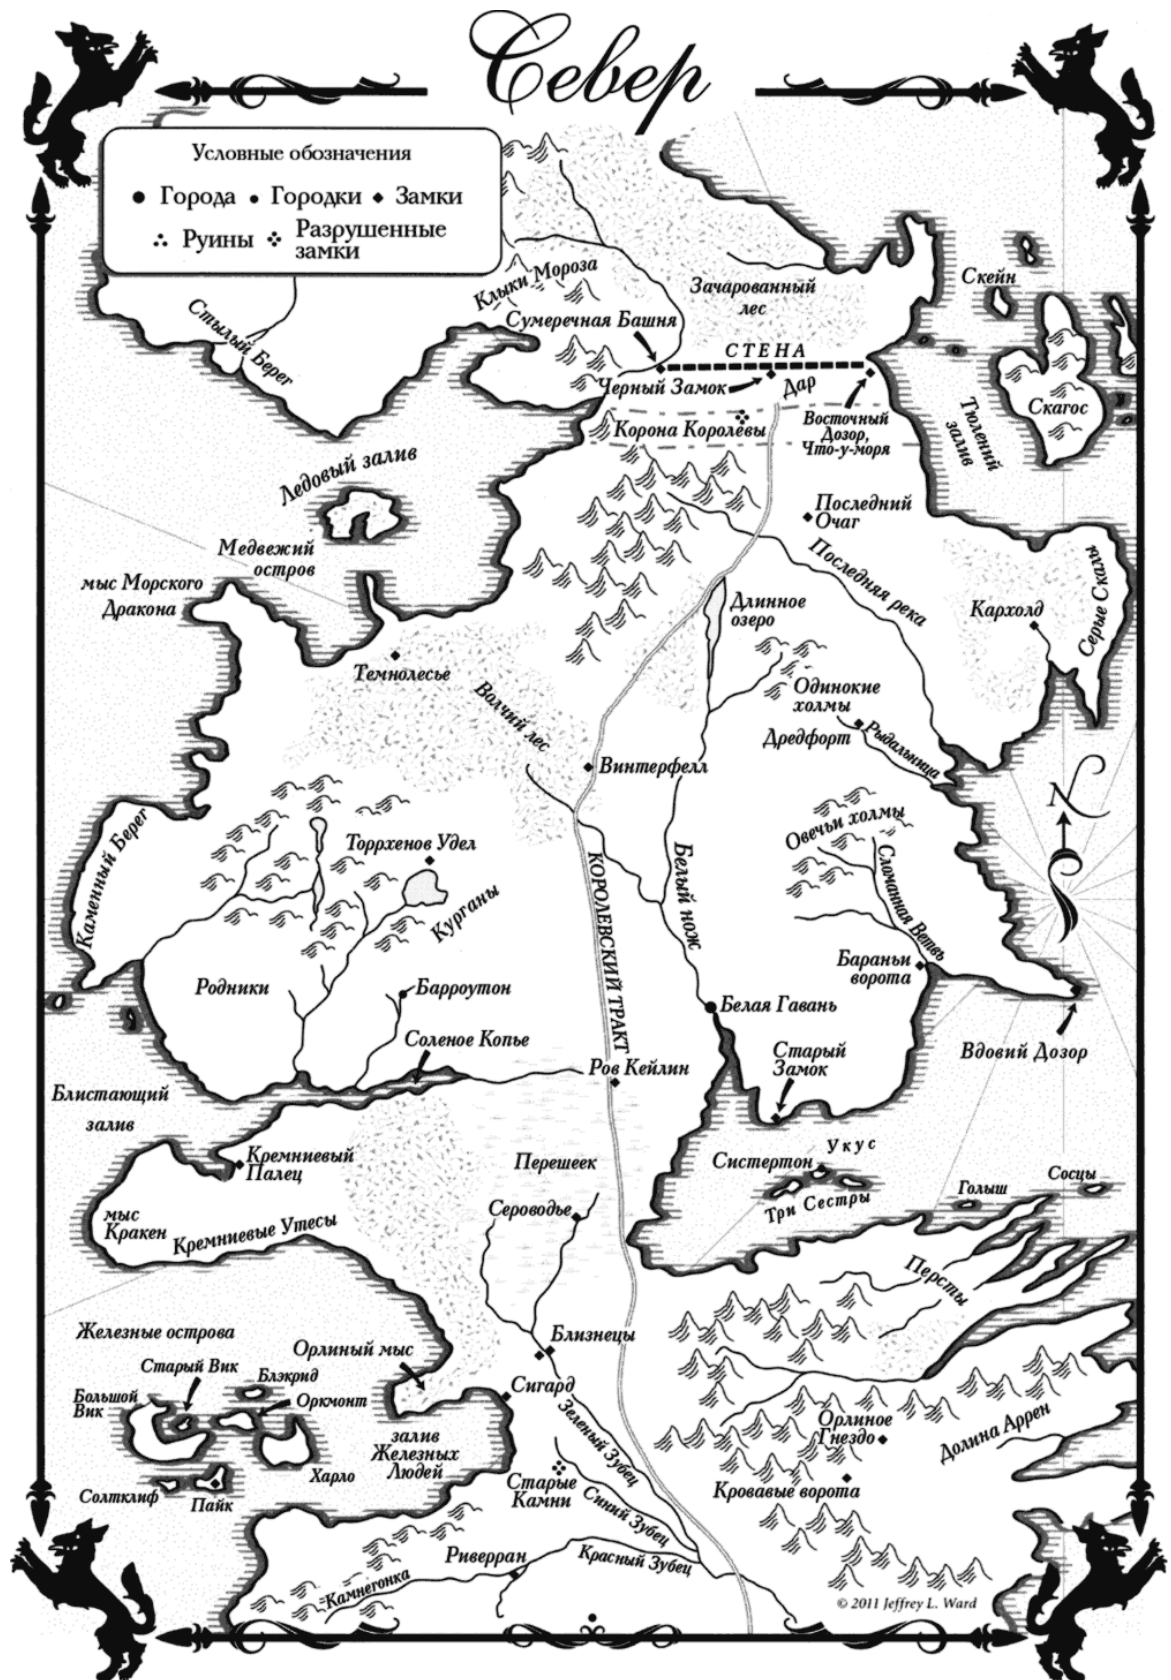 Север
Условные обозначения
Города
Городки
Замки
Руины
Разрушенные
замки
Клыки Мороза
Зачарованный
лес
Скейн
Стылый Берег
Сумеречная Башня
СТЕНА
Черный Замок
Дар
Скагос
Корона Королевы
Восточный
Дозор,
Что-у-моря
Тюлений
залив
Ледовый залив
Последний
Очаг
Медвежий
остров
Последняя река
мыс Морского
Дракона
Длинное
озеро
Кархолд
Серые Скалы
Темнолесье
Волчий лес
Одинокие
холмы
Дредфорт
Рыдальница
Винтерфелл
N
Овечьи холмы
Каменный Берег
Торрхенов Удел
КОРОЛЕВСКИЙ ТРАКТ
Белый нож
Сломанная Ветвь
Курганы
Бараньи
ворота
Родники
Барроутон
Белая Гавань
Соленое Копье
Старый
Замок
Вдовий Дозор
Ров Кейлин
Блистающий
залив
Укус
Кремниевый
Палец
Перешеек
Систертон
Сосцы
Голыш
Три Сестры
мыс
Кракен
Кремниевые Утесы
Сероводье
Персты
Железные острова
Близнецы
Орлиный мыс
Старый Вик
Блэкрид
Большой
Вик
Оркмонт
Сигард
Зеленый Зубец
Орлиное
Гнездо
Долина Аррен
залив
Железных
Людей
Харло
Солтклиф
Пайк
Старые
Камни
Синий Зубец
Кровавые ворота
Риверран
Красный Зубец
Камнегонка
© 2011 Jeffrey L. Ward